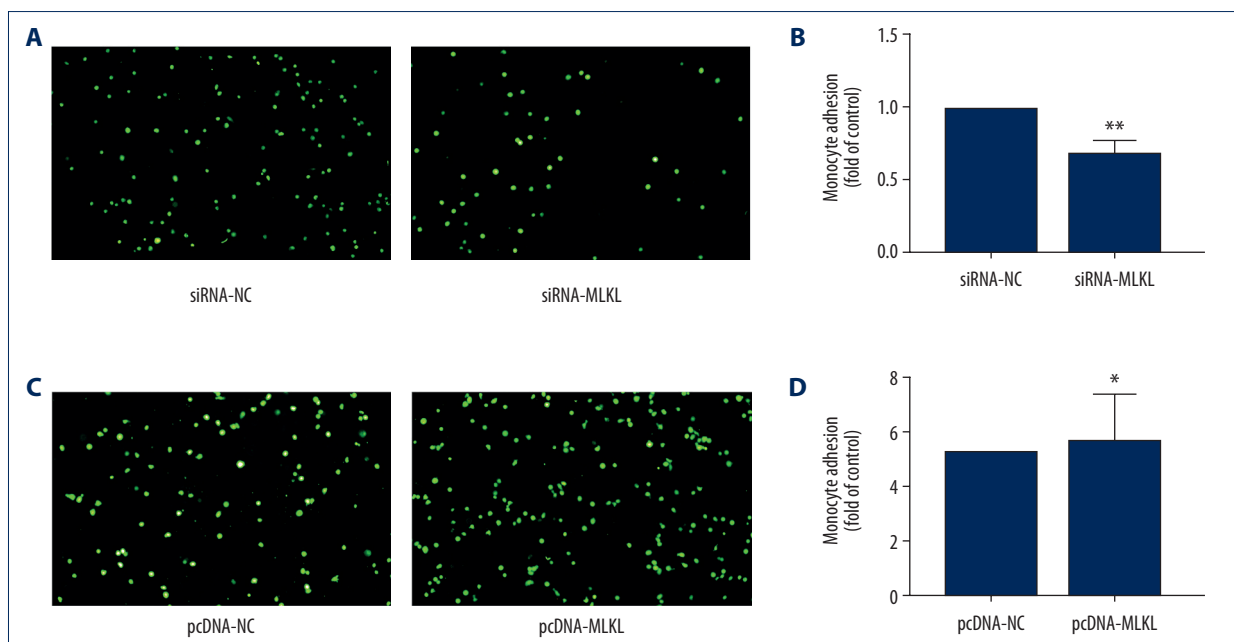 A
siRNA-NC
siRNA-MLKL
B
Monocyte adhesion
(fold of control)
1.5
1.0
0.5
0.0
**
siRNA-NC
siRNA-MLKL
C
pcDNA-NC
pcDNA-MLKL
D
Monocyte adhesion
(fold of control)
8
6
4
2
0
*
pcDNA-NC
pcDNA-MLKL